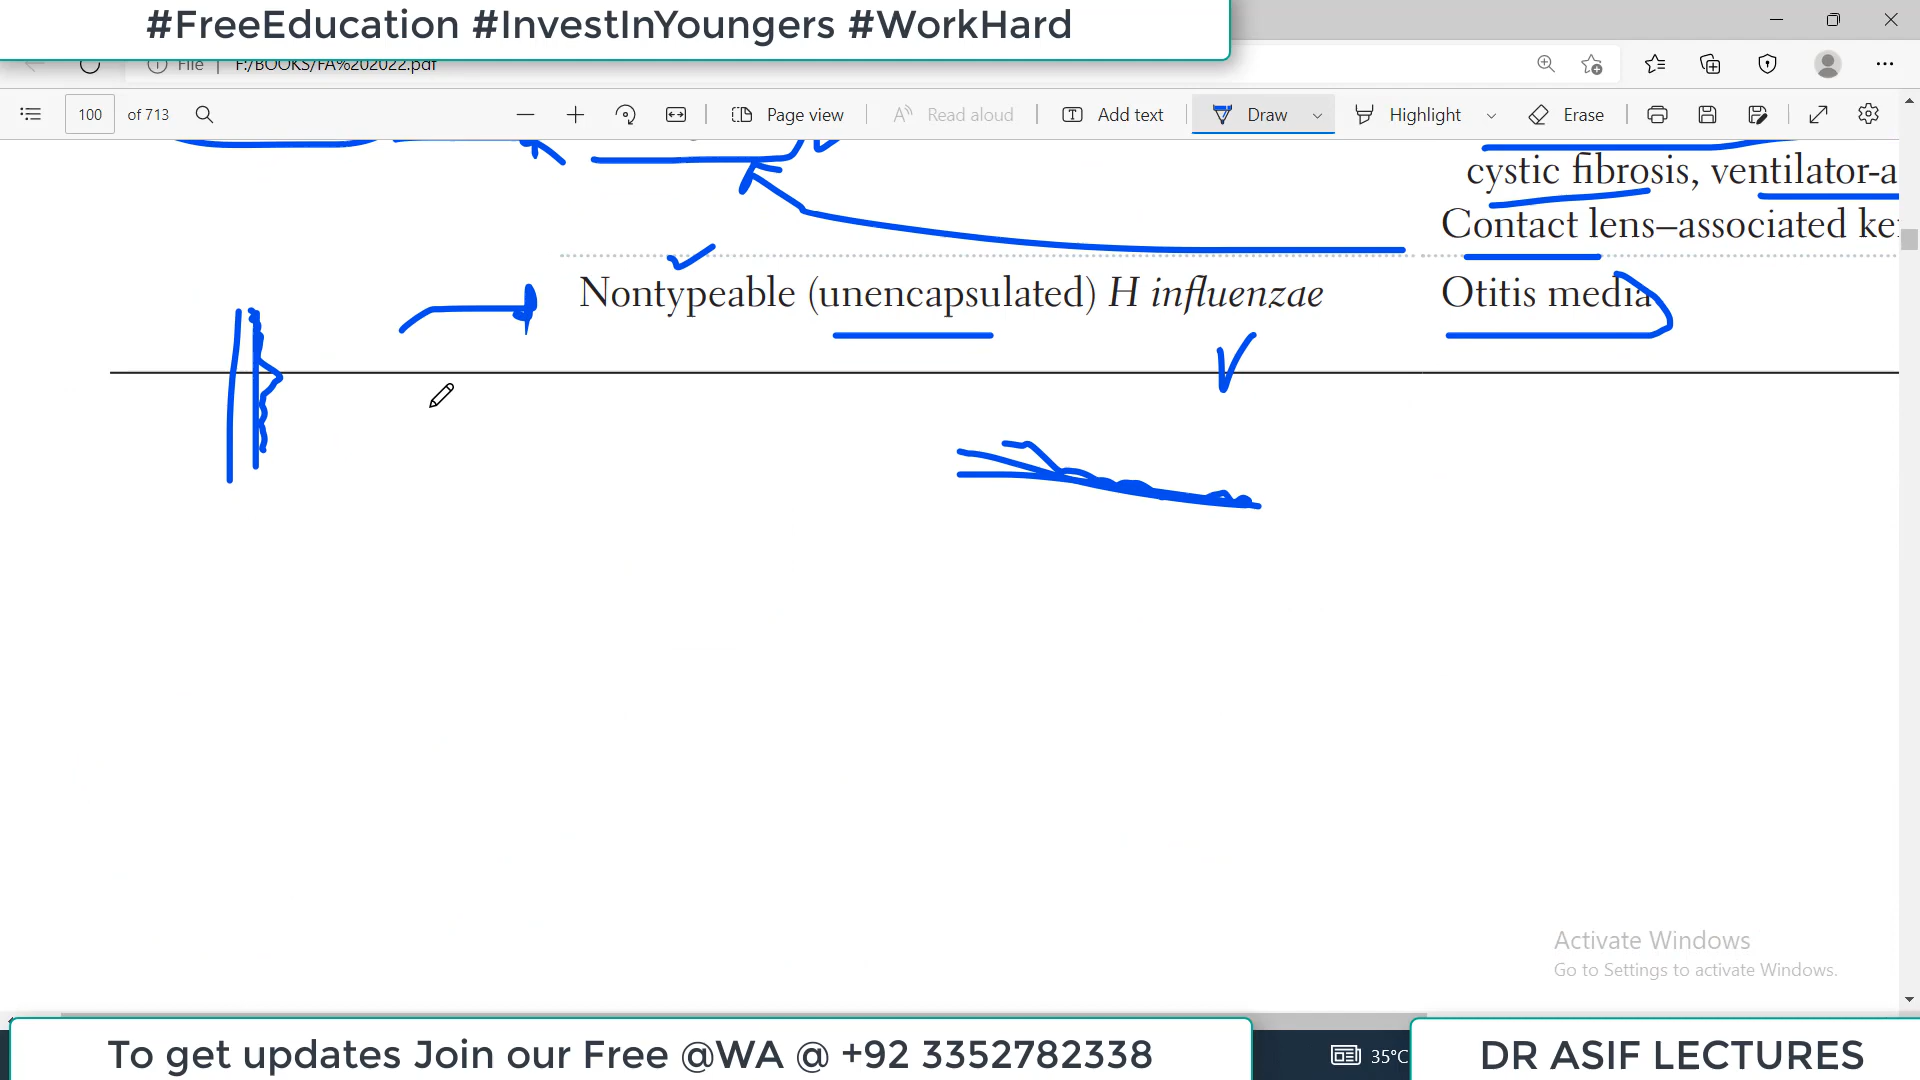 #FreeEducation #InvestInYoungers #WorkHard
File F:/BOOKS/FA%202022.pdf
100 of 713 Page view Read aloud Add text Draw Highlight Erase
cystic fibrosis, ventilator-a
Contact lens–associated ke
Nontypeable (unencapsulated) H influenzae Otitis media
Activate Windows
Go to Settings to activate Windows.
To get updates Join our Free @WA @ +92 3352782338 35°C DR ASIF LECTURES